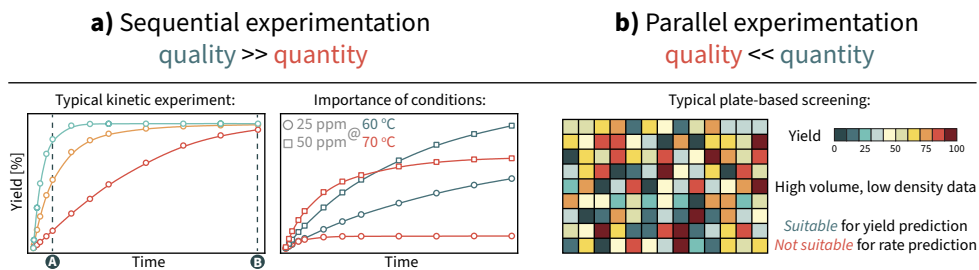 a) Sequential experimentation
quality >> quantity
Typical kinetic experiment:
Yield [%]
A
Time
B
Importance of conditions:
25 ppm
50 ppm
@
60 °C
70 °C
Time
b) Parallel experimentation
quality << quantity
Typical plate-based screening:
Yield
0 25 50 75 100
High volume, low density data
Suitable for yield prediction
Not suitable for rate prediction